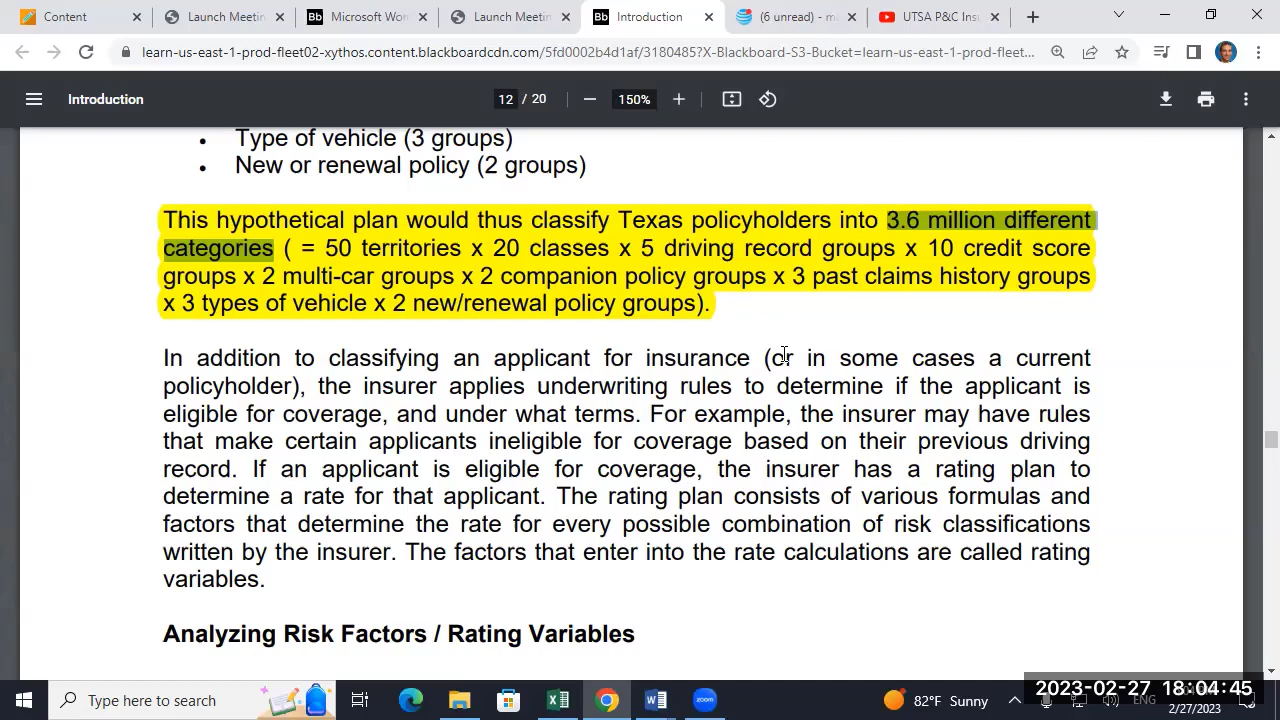 Content
Launch Meetin
Microsoft Wor
Launch Meetin
Introduction
(6 unread) - m
UTSA P&C Ins
learn-us-east-1-prod-fleet02-xythos.content.blackboardcdn.com/5fd0002b4d1af/3180485?X-Blackboard-S3-Bucket=learn-us-east-1-prod-fleet...
Introduction
12 / 20
150%
• Type of vehicle (3 groups)
• New or renewal policy (2 groups)
This hypothetical plan would thus classify Texas policyholders into 3.6 million different
categories ( = 50 territories x 20 classes x 5 driving record groups x 10 credit score
groups x 2 multi-car groups x 2 companion policy groups x 3 past claims history groups
x 3 types of vehicle x 2 new/renewal policy groups).
In addition to classifying an applicant for insurance (or in some cases a current
policyholder), the insurer applies underwriting rules to determine if the applicant is
eligible for coverage, and under what terms. For example, the insurer may have rules
that make certain applicants ineligible for coverage based on their previous driving
record. If an applicant is eligible for coverage, the insurer has a rating plan to
determine a rate for that applicant. The rating plan consists of various formulas and
factors that determine the rate for every possible combination of risk classifications
written by the insurer. The factors that enter into the rate calculations are called rating
variables.
Analyzing Risk Factors / Rating Variables
Type here to search
82°F Sunny
2023-02-27 18:04:45
ENG
2/27/2023